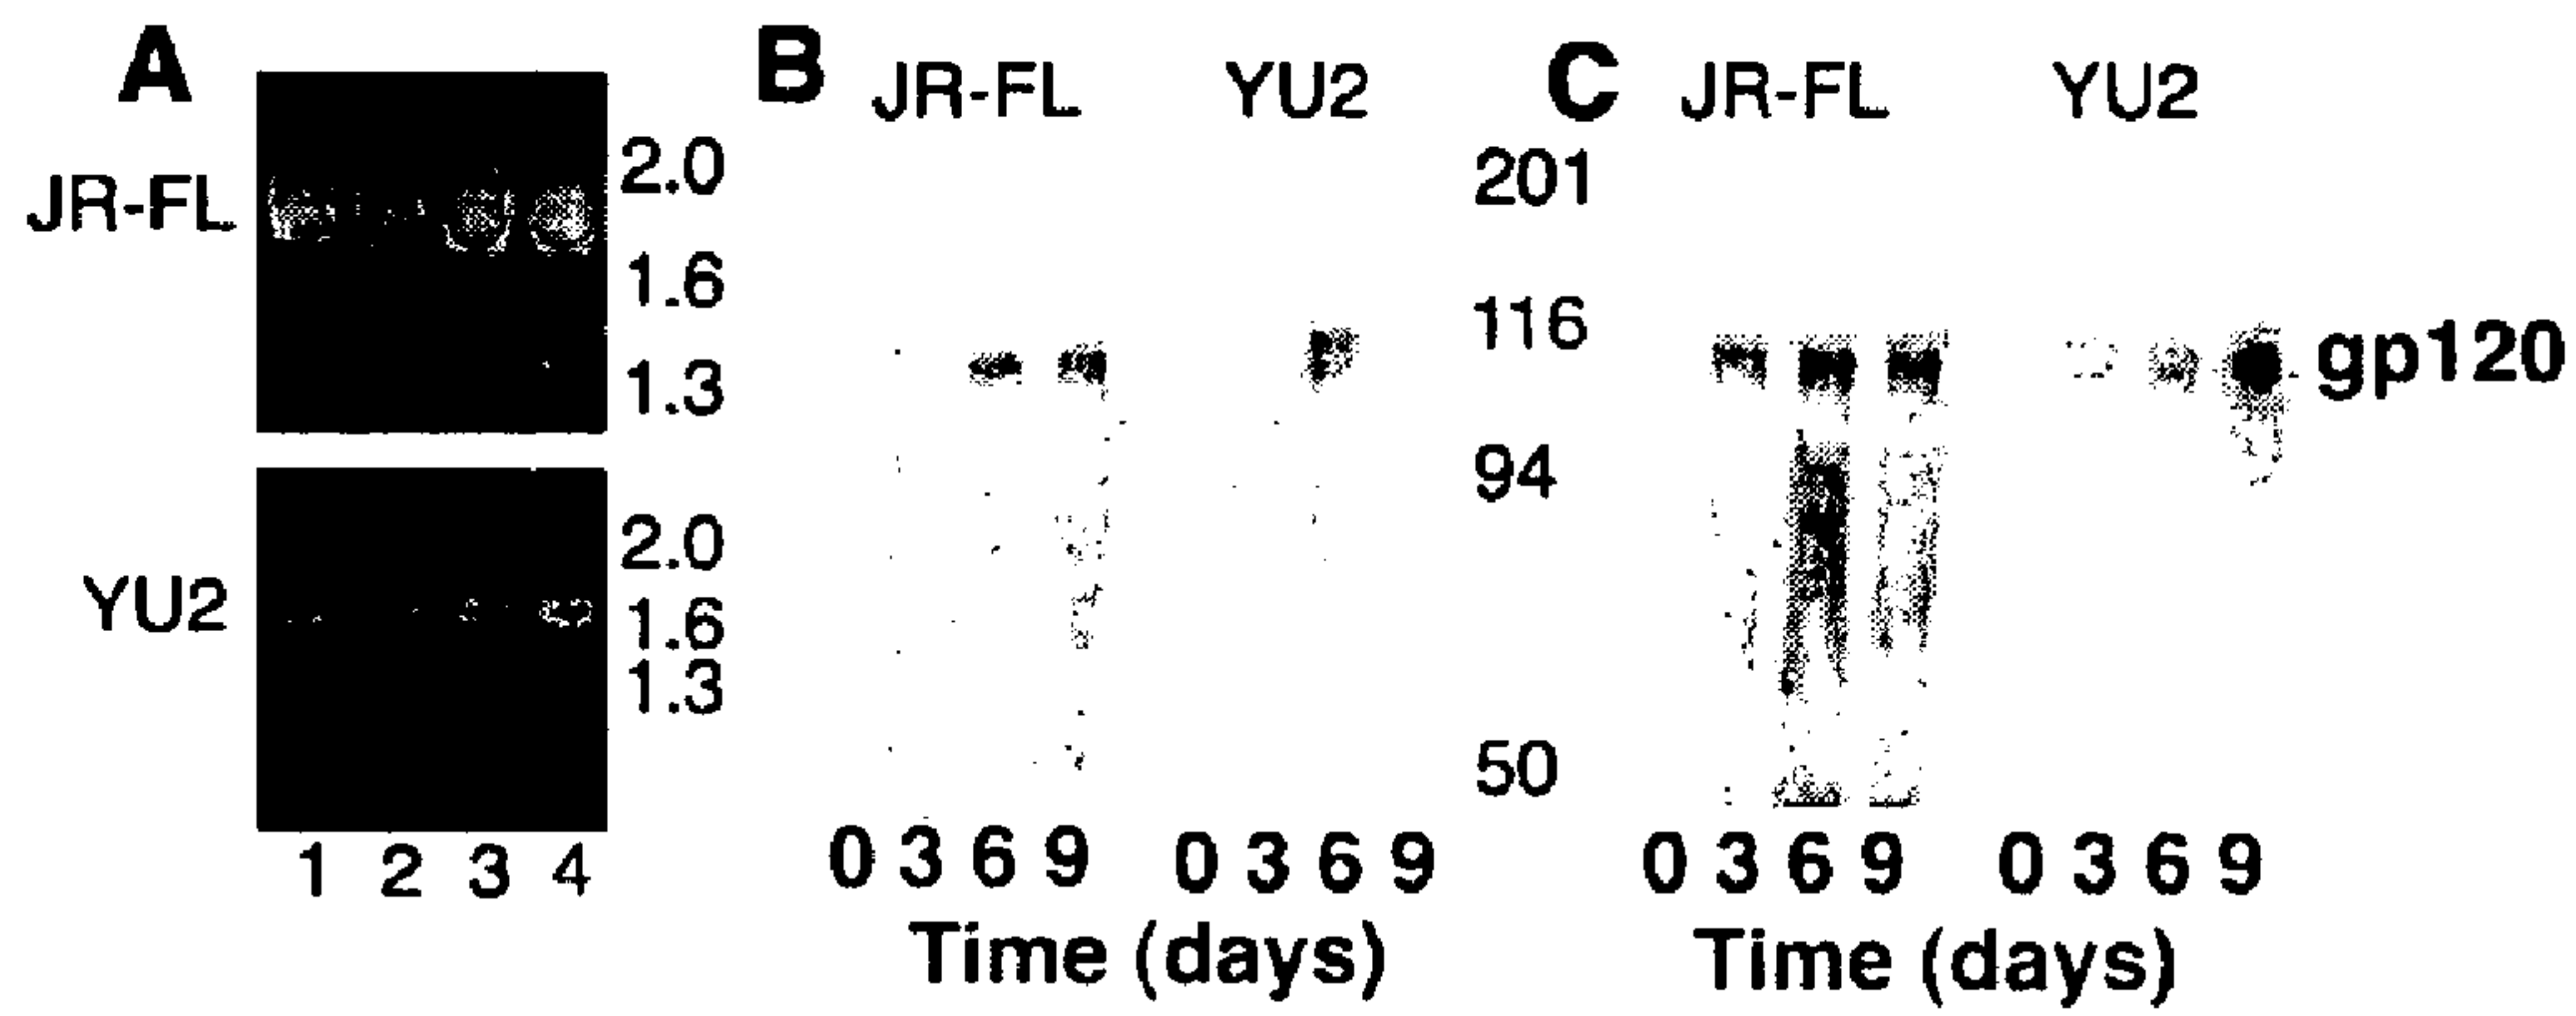 A
JR-FL
2.0
1.6
1.3
YU2
2.0
1.6
1.3
1 2 3 4
B
JR-FL YU2
0 3 6 9 0 3 6 9
Time (days)
C
JR-FL YU2
201
116
94
50
gp120
0 3 6 9 0 3 6 9
Time (days)